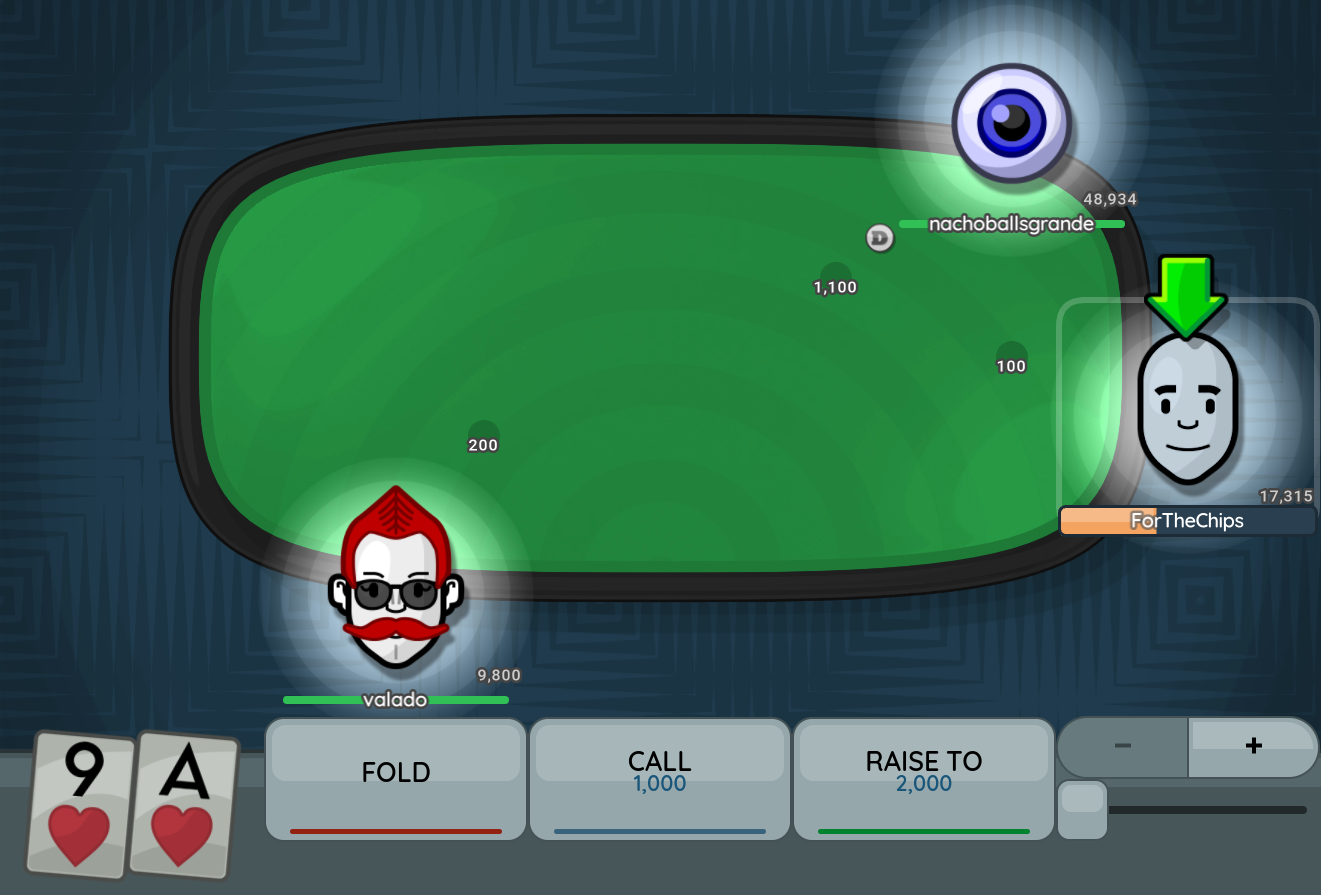 48,934
nachoballsgrande
D
1,100
100
200
17,315
ForTheChips
9,800
valado
9 A
FOLD
CALL
1,000
RAISE TO
2,000
− +